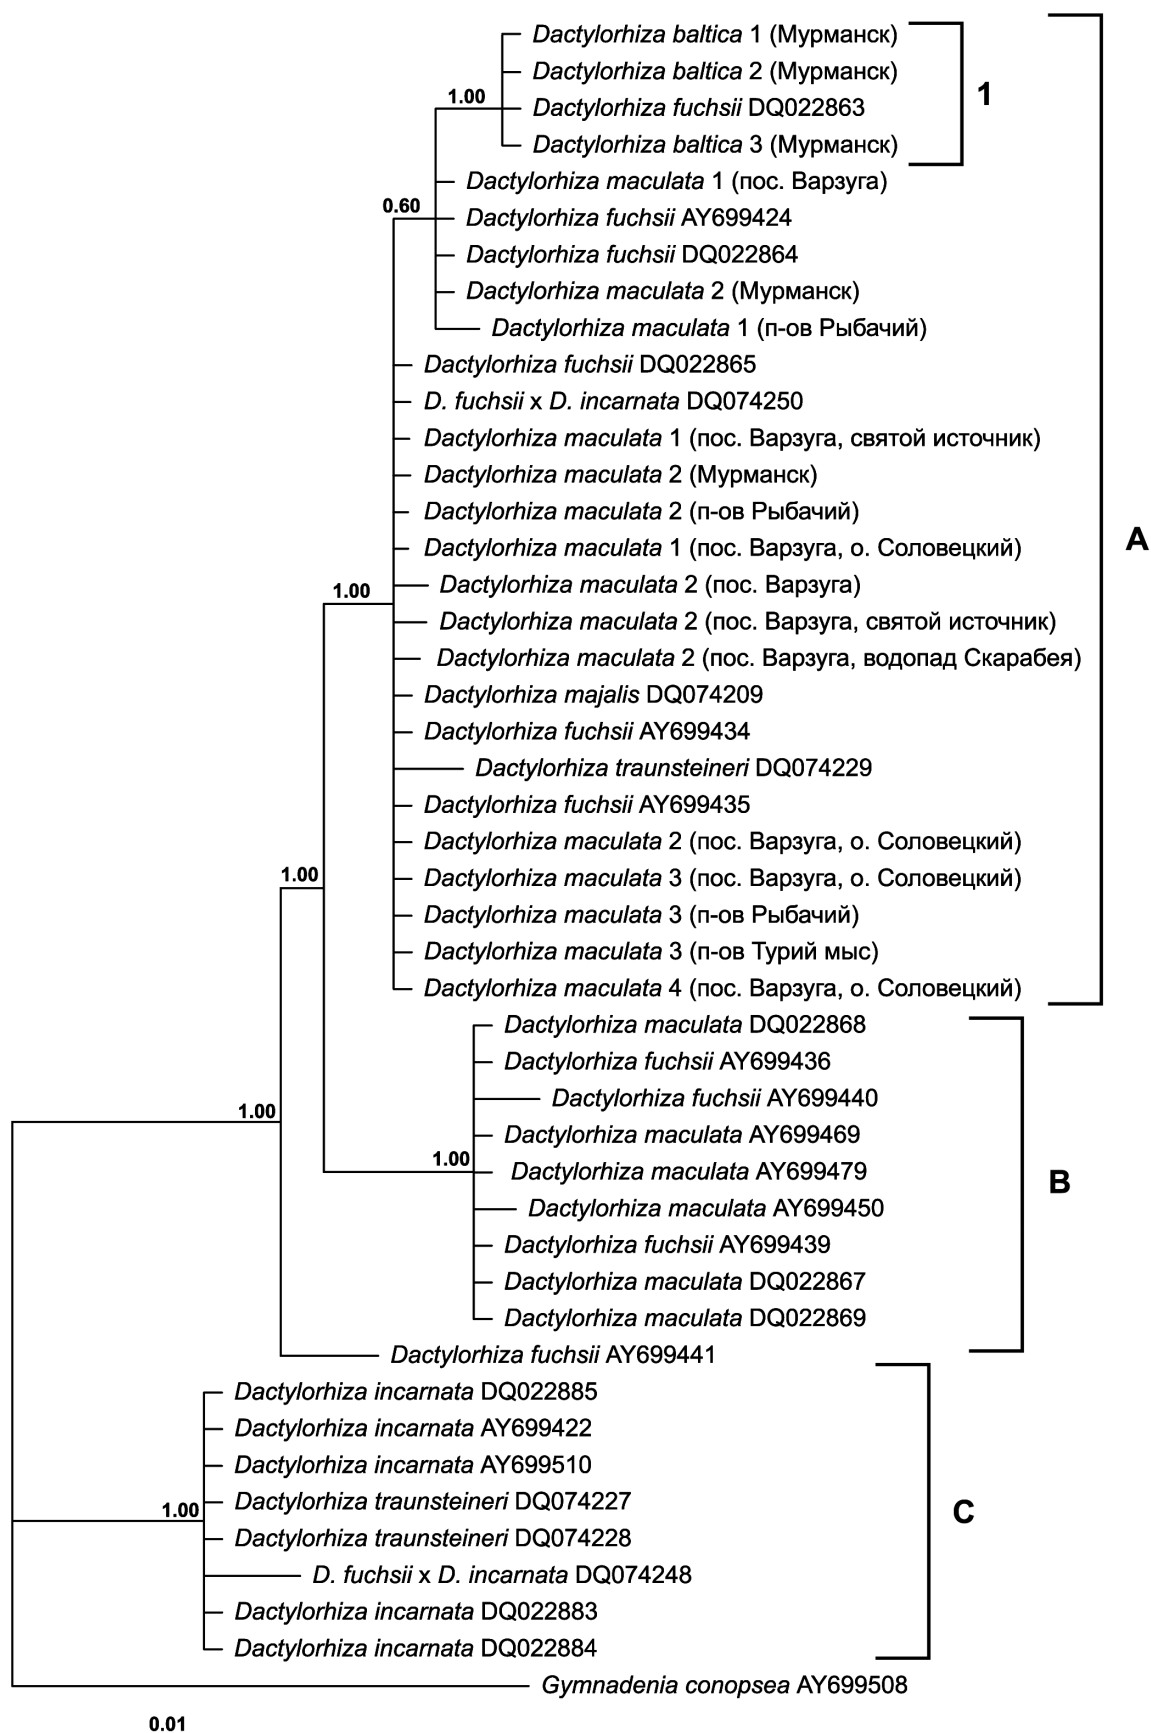 Dactylorhiza baltica 1 (Мурманск)
Dactylorhiza baltica 2 (Мурманск)
1
1.00
Dactylorhiza fuchsii DQ022863
Dactylorhiza baltica 3 (Мурманск)
Dactylorhiza maculata 1 (пос. Варзуга)
0.60
Dactylorhiza fuchsii AY699424
Dactylorhiza fuchsii DQ022864
Dactylorhiza maculata 2 (Мурманск)
Dactylorhiza maculata 1 (п-ов Рыбачий)
Dactylorhiza fuchsii DQ022865
D. fuchsii x D. incarnata DQ074250
Dactylorhiza maculata 1 (пос. Варзуга, святой источник)
Dactylorhiza maculata 2 (Мурманск)
Dactylorhiza maculata 2 (п-ов Рыбачий)
A
Dactylorhiza maculata 1 (пос. Варзуга, о. Соловецкий)
1.00
Dactylorhiza maculata 2 (пос. Варзуга)
Dactylorhiza maculata 2 (пос. Варзуга, святой источник)
Dactylorhiza maculata 2 (пос. Варзуга, водопад Скарабея)
Dactylorhiza majalis DQ074209
Dactylorhiza fuchsii AY699434
Dactylorhiza traunsteineri DQ074229
Dactylorhiza fuchsii AY699435
Dactylorhiza maculata 2 (пос. Варзуга, о. Соловецкий)
1.00
Dactylorhiza maculata 3 (пос. Варзуга, о. Соловецкий)
Dactylorhiza maculata 3 (п-ов Рыбачий)
Dactylorhiza maculata 3 (п-ов Турий мыс)
Dactylorhiza maculata 4 (пос. Варзуга, о. Соловецкий)
Dactylorhiza maculata DQ022868
Dactylorhiza fuchsii AY699436
Dactylorhiza fuchsii AY699440
1.00
Dactylorhiza maculata AY699469
1.00
Dactylorhiza maculata AY699479
B
Dactylorhiza maculata AY699450
Dactylorhiza fuchsii AY699439
Dactylorhiza maculata DQ022867
Dactylorhiza maculata DQ022869
Dactylorhiza fuchsii AY699441
Dactylorhiza incarnata DQ022885
Dactylorhiza incarnata AY699422
Dactylorhiza incarnata AY699510
Dactylorhiza traunsteineri DQ074227
1.00
C
Dactylorhiza traunsteineri DQ074228
D. fuchsii x D. incarnata DQ074248
Dactylorhiza incarnata DQ022883
Dactylorhiza incarnata DQ022884
Gymnadenia conopsea AY699508
0.01